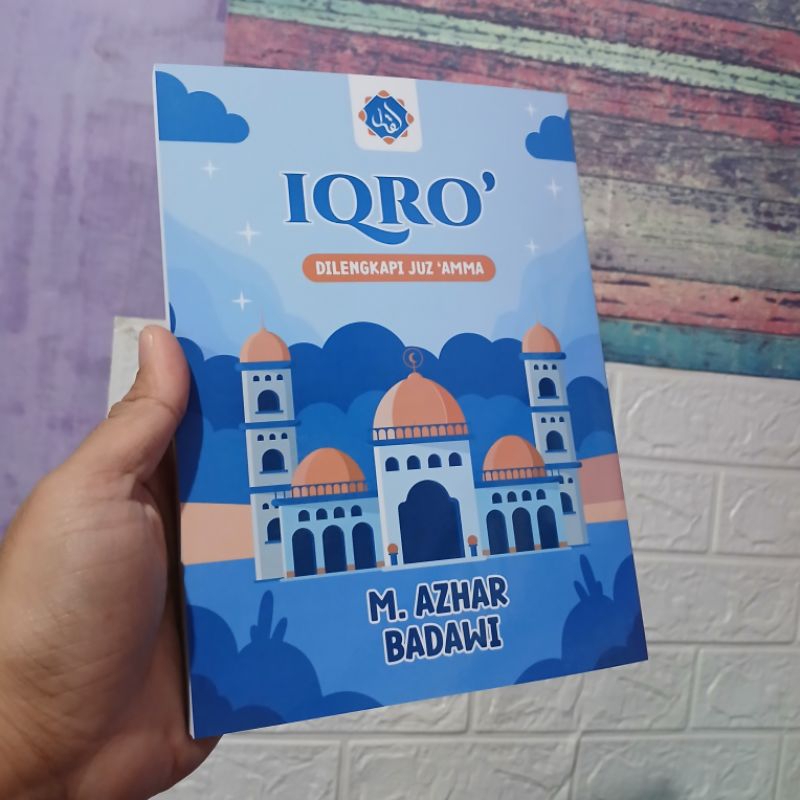 IQRO’
DILENGKAPI JUZ ‘AMMA
M. AZHAR
BADAWI